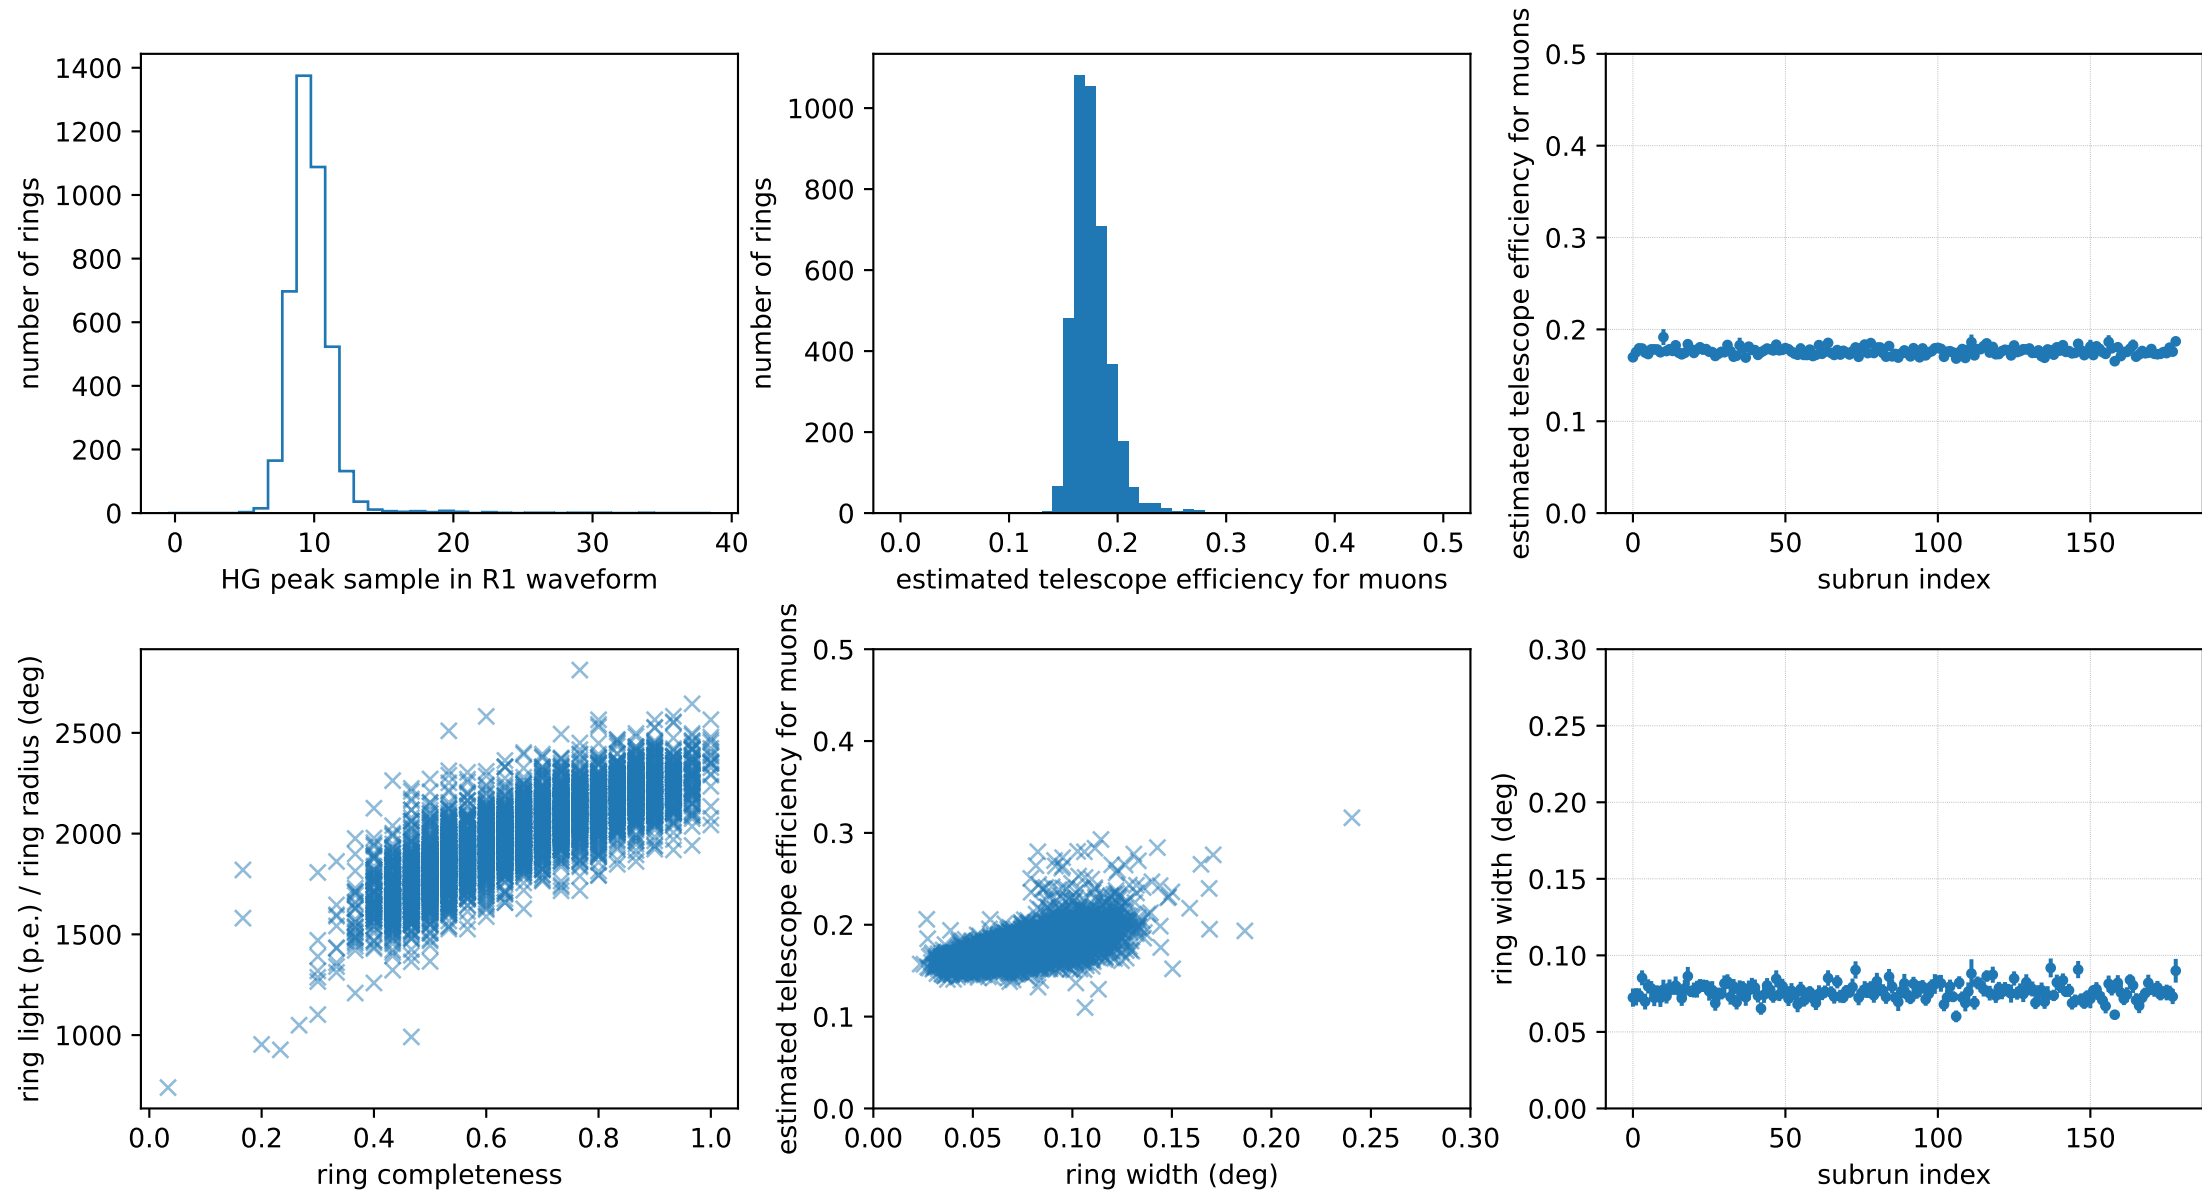 number of rings
1400
1200
1000
800
600
400
200
0
0 10 20 30 40
HG peak sample in R1 waveform
number of rings
1000
800
600
400
200
0
0.0 0.1 0.2 0.3 0.4 0.5
estimated telescope efficiency for muons
estimated telescope efficiency for muons
0.5
0.4
0.3
0.2
0.1
0.0
0 50 100 150
subrun index
ring light (p.e.) / ring radius (deg)
2500
2000
1500
1000
0.0 0.2 0.4 0.6 0.8 1.0
ring completeness
estimated telescope efficiency for muons
0.5
0.4
0.3
0.2
0.1
0.0
0.00 0.05 0.10 0.15 0.20 0.25 0.30
ring width (deg)
ring width (deg)
0.30
0.25
0.20
0.15
0.10
0.05
0.00
0 50 100 150
subrun index